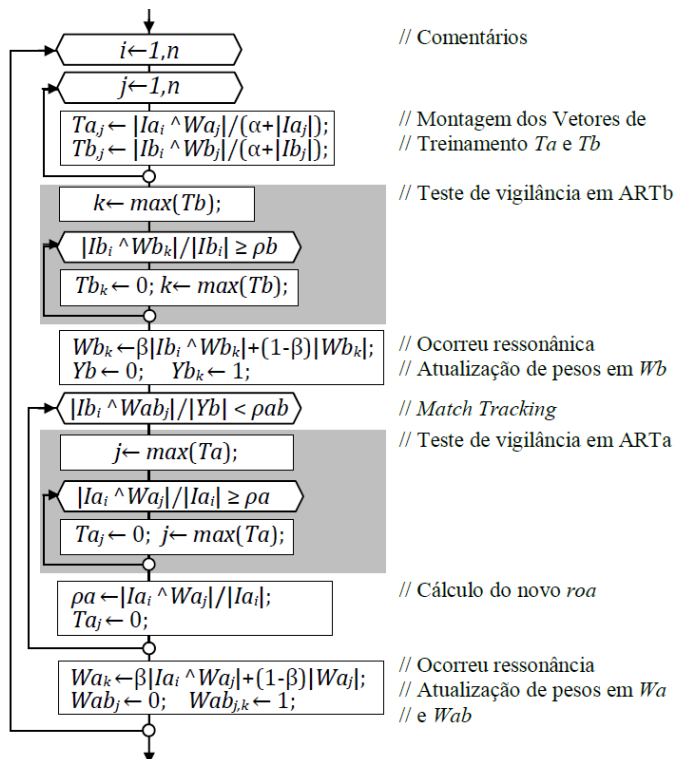 i←1,n // Comentários
j←1,n
Ta,j ← |Iai ^Waj|/(α+|Iaj|); // Montagem dos Vetores de
Tb,j ← |Ibi ^Wbj|/(α+|Ibj|); // Treinamento Ta e Tb
k← max(Tb); // Teste de vigilância em ARTb
|Ibi ^Wbk|/|Ibi| ≥ ρb
Tbk ← 0; k← max(Tb);
Wbk ←β|Ibi ^Wbk|+(1-β)|Wbk|; // Ocorreu ressonânica
Yb ← 0; Ybk ← 1; // Atualização de pesos em Wb
|Ibi ^Wabj|/|Yb| < ρab // Match Tracking
j←max(Ta); // Teste de vigilância em ARTa
|Iai ^Waj|/|Iai| ≥ ρa
Taj ← 0; j←max(Ta);
ρa ←|Iai ^Waj|/|Iai|; // Cálculo do novo roa
Taj ← 0;
Wak ←β|Iai ^Waj|+(1-β)|Waj|; // Ocorreu ressonância
Wabj ← 0; Wabj,k ← 1; // Atualização de pesos em Wa
// e Wab